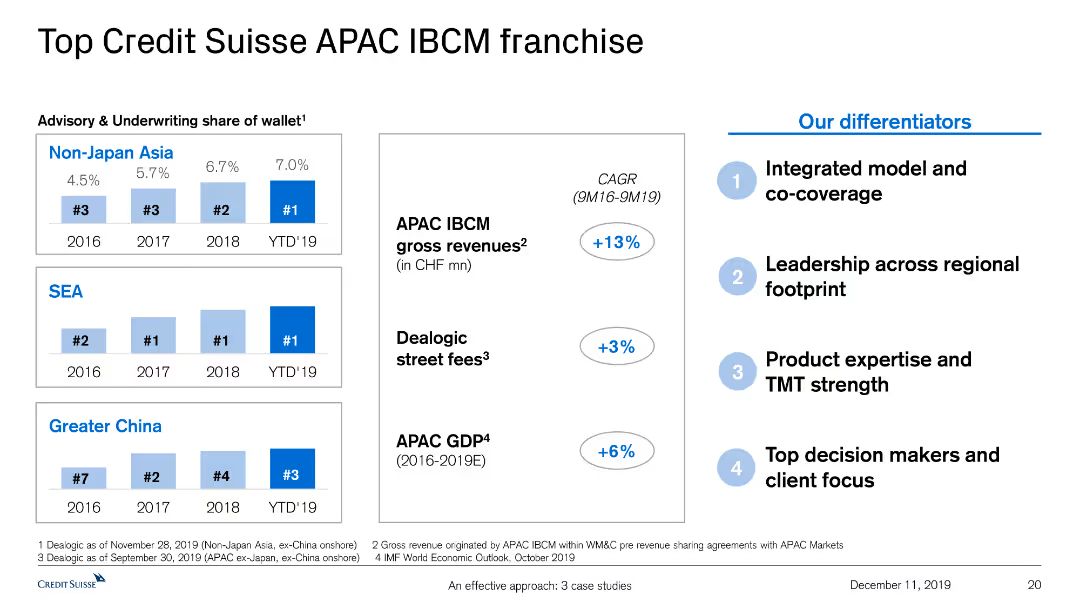 Top Credit Suisse APAC IBCM franchise
Advisory & Underwriting share of wallet1
Non-Japan Asia
4.5%
5.7%
6.7%
7.0%
#3
#3
#2
#1
2016
2017
2018
YTD'19
SEA
#2
#1
#1
#1
2016
2017
2018
YTD'19
Greater China
#7
#2
#4
#3
2016
2017
2018
YTD'19
CAGR
(9M16-9M19)
APAC IBCM
gross revenues2
(in CHF mn)
+13%
Dealogic
street fees3
+3%
APAC GDP4
(2016-2019E)
+6%
Our differentiators
1
Integrated model and
co-coverage
2
Leadership across regional
footprint
3
Product expertise and
TMT strength
4
Top decision makers and
client focus
1 Dealogic as of November 28, 2019 (Non-Japan Asia, ex-China onshore) 2 Gross revenue originated by APAC IBCM within WM&C pre revenue sharing agreements with APAC Markets
3 Dealogic as of September 30, 2019 (APAC ex-Japan, ex-China onshore) 4 IMF World Economic Outlook. October 2019
CREDIT SUISSE
An effective approach: 3 case studies
December 11, 2019
20